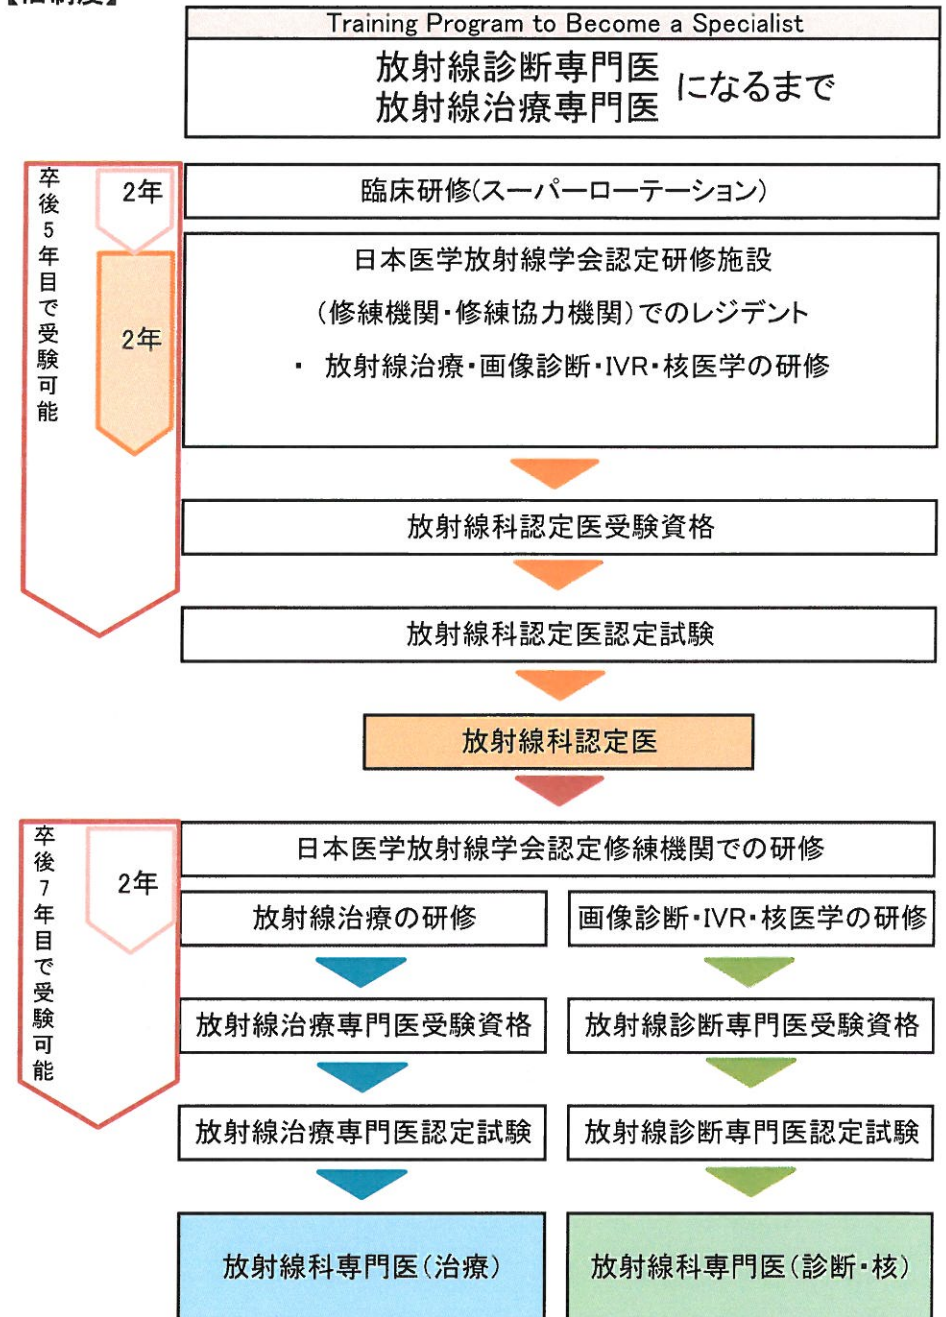 Training Program to Become a Specialist
放射線診断専門医
放射線治療専門医
になるまで
卒後5年目で受験可能
2年
臨床研修(スーパーローテーション)
2年
日本医学放射線学会認定研修施設
(修練機関・修練協力機関)でのレジデント
・ 放射線治療・画像診断・IVR・核医学の研修
放射線科認定医受験資格
放射線科認定医認定試験
放射線科認定医
卒後7年目で受験可能
2年
日本医学放射線学会認定修練機関での研修
放射線治療の研修
画像診断・IVR・核医学の研修
放射線治療専門医受験資格
放射線診断専門医受験資格
放射線治療専門医認定試験
放射線診断専門医認定試験
放射線科専門医(治療)
放射線科専門医(診断・核)